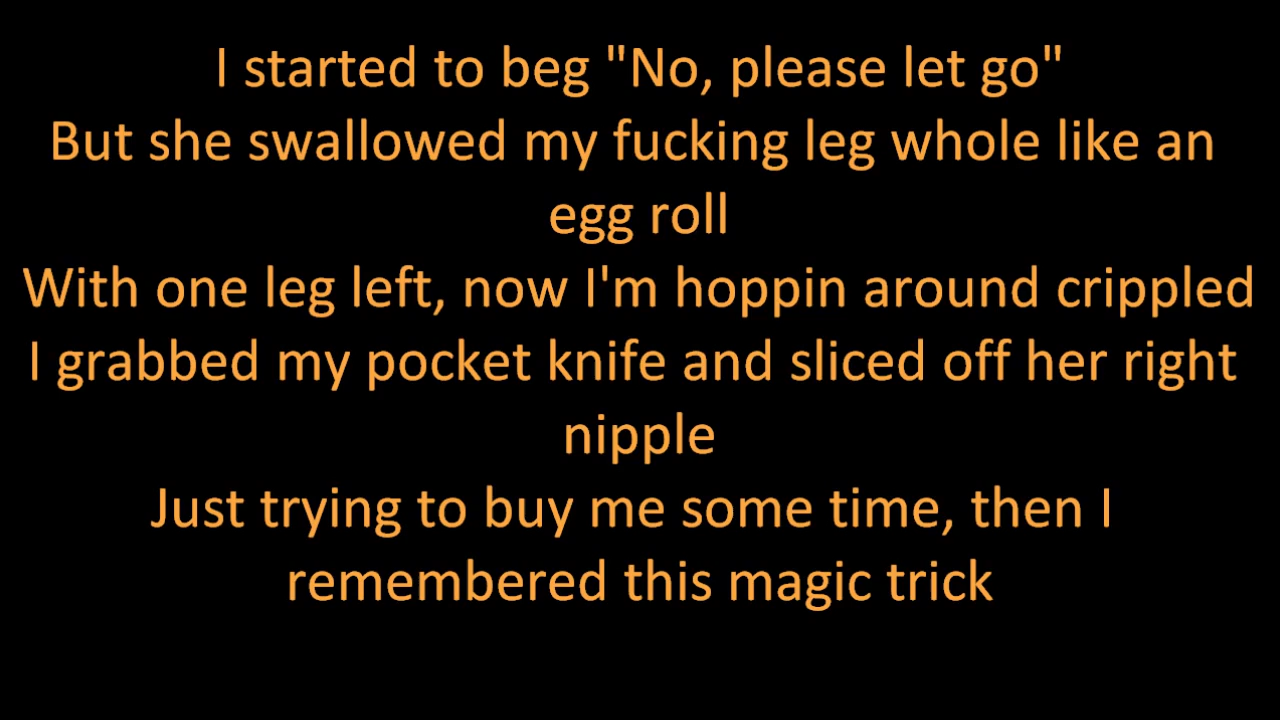 I started to beg "No, please let go"
But she swallowed my fucking leg whole like an
egg roll
With one leg left, now I'm hoppin around crippled
I grabbed my pocket knife and sliced off her right
nipple
Just trying to buy me some time, then I
remembered this magic trick